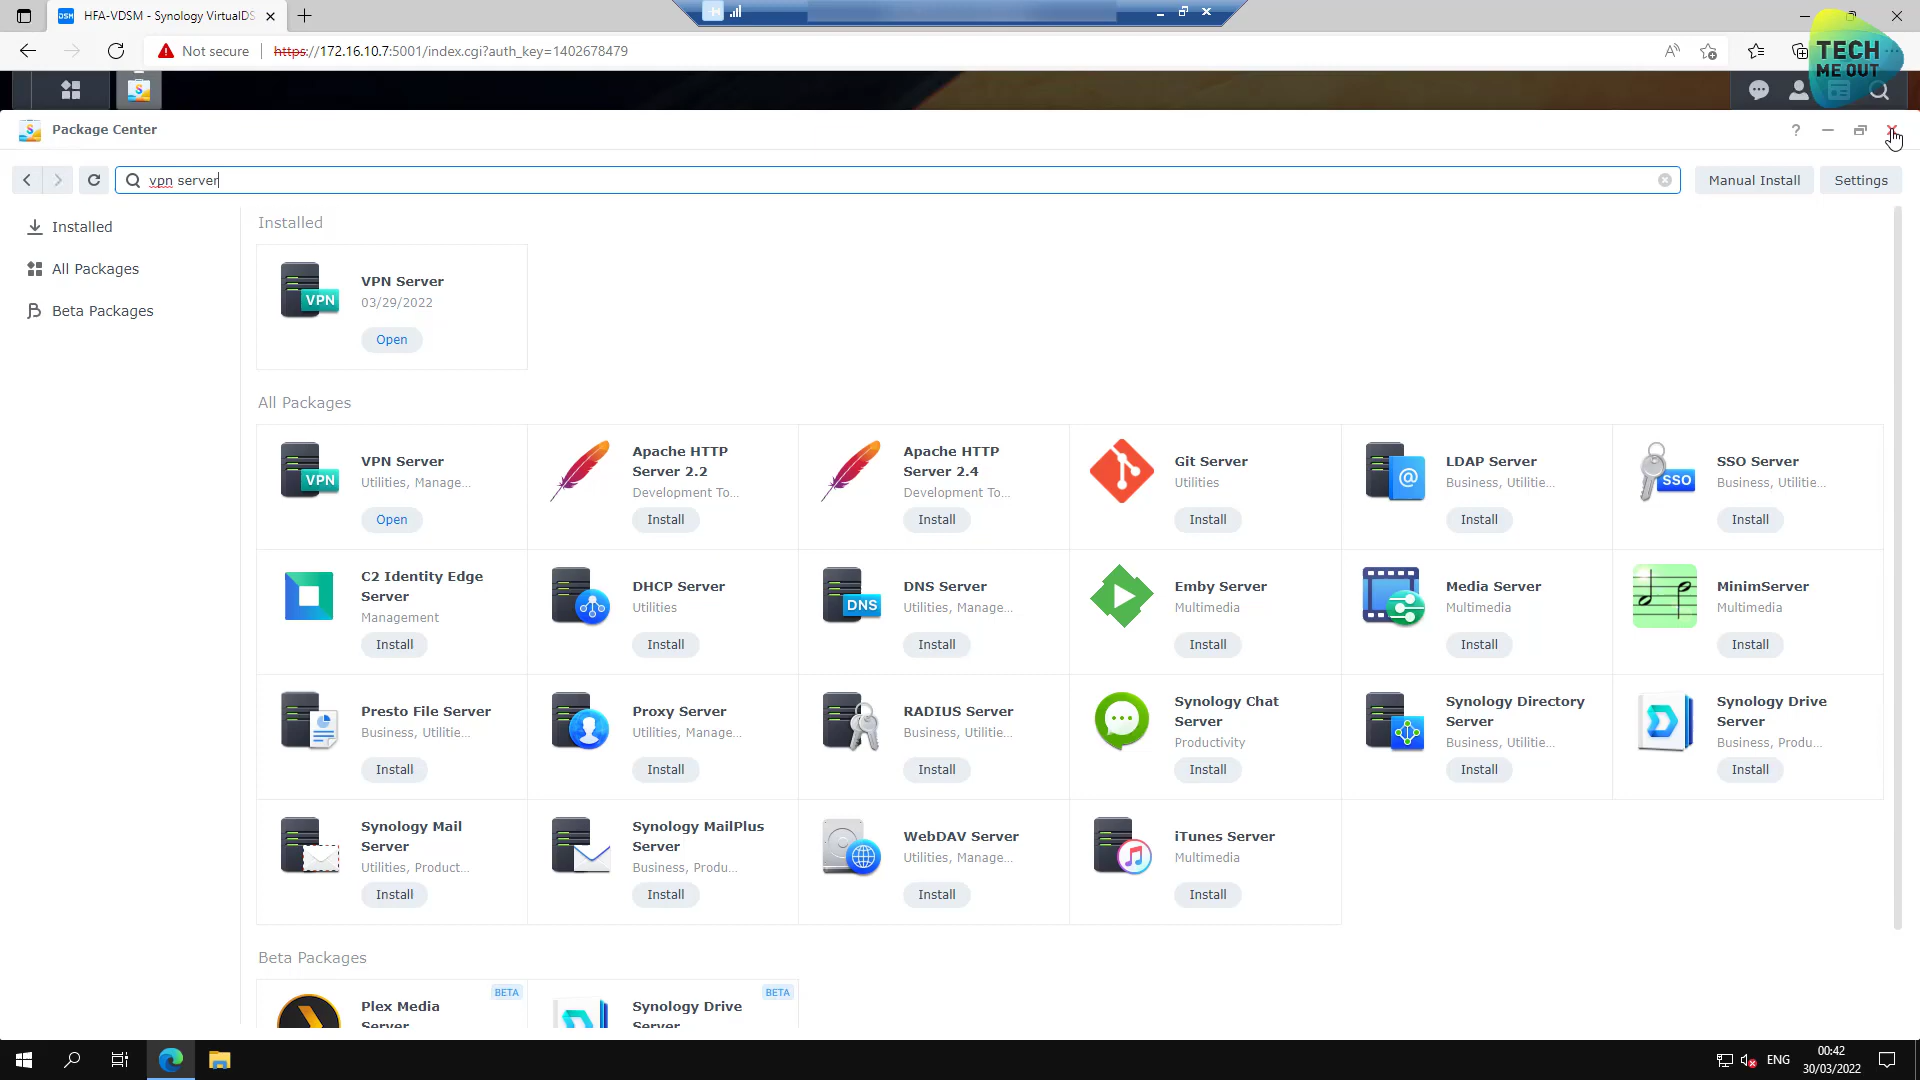 HFA-VDSM - Synology VirtualDS
Not secure
https://172.16.10.7:5001/index.cgi?auth_key=1402678479
TECH
ME OUT
Package Center
vpn server
Manual Install
Settings
Installed
All Packages
Beta Packages
Installed
VPN
VPN Server
03/29/2022
Open
All Packages
VPN
VPN Server
Utilities, Manage...
Open
Apache HTTP
Server 2.2
Development To...
Install
Apache HTTP
Server 2.4
Development To...
Install
Git Server
Utilities
Install
LDAP Server
Business, Utilitie...
Install
SSO
SSO Server
Business, Utilitie...
Install
C2 Identity Edge
Server
Management
Install
DHCP Server
Utilities
Install
DNS
DNS Server
Utilities, Manage...
Install
Emby Server
Multimedia
Install
Media Server
Multimedia
Install
MinimServer
Multimedia
Install
Presto File Server
Business, Utilitie...
Install
Proxy Server
Utilities, Manage...
Install
RADIUS Server
Business, Utilitie...
Install
Synology Chat
Server
Productivity
Install
Synology Directory
Server
Business, Utilitie...
Install
Synology Drive
Server
Business, Produ...
Install
Synology Mail
Server
Utilities, Product...
Install
Synology MailPlus
Server
Business, Produ...
Install
WebDAV Server
Utilities, Manage...
Install
iTunes Server
Multimedia
Install
Beta Packages
BETA
Plex Media
Server
BETA
Synology Drive
Server
ENG
00:42
30/03/2022